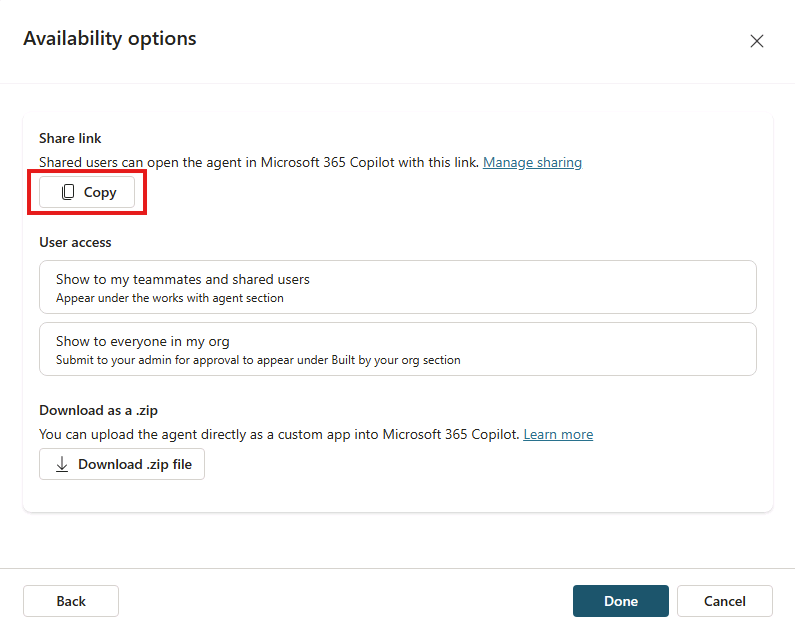 Availability options
Share link
Shared users can open the agent in Microsoft 365 Copilot with this link. Manage sharing
Copy
User access
Show to my teammates and shared users
Appear under the works with agent section
Show to everyone in my org
Submit to your admin for approval to appear under Built by your org section
Download as a .zip
You can upload the agent directly as a custom app into Microsoft 365 Copilot. Learn more
Download .zip file
Back
Done
Cancel